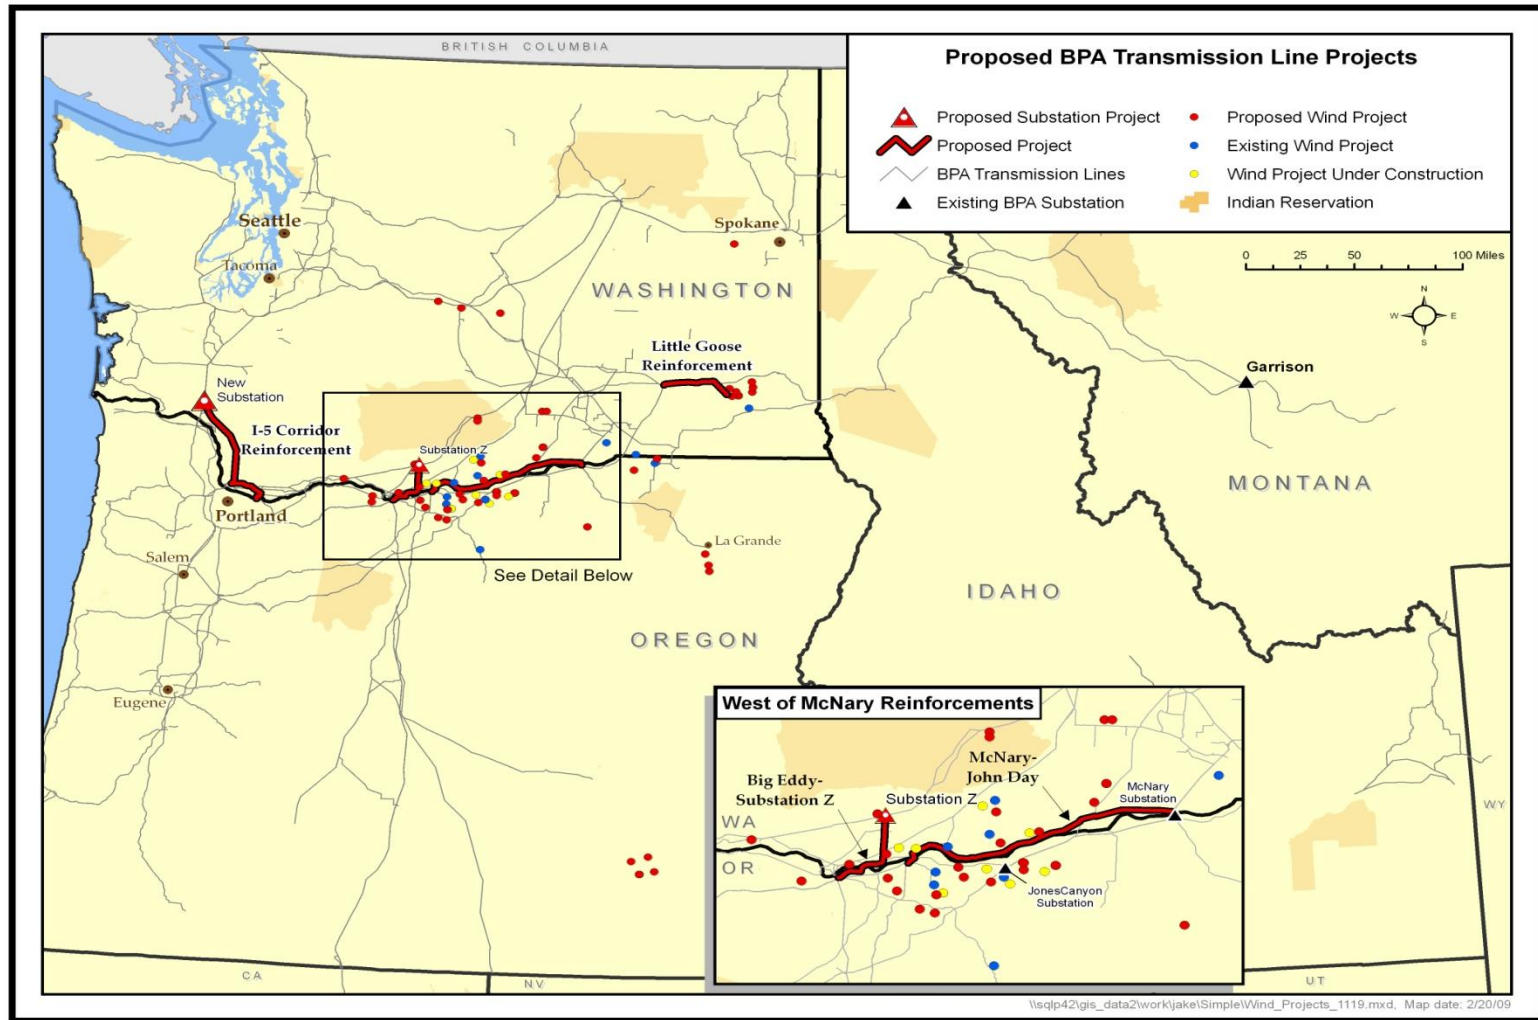 BRITISH COLUMBIA
Proposed BPA Transmission Line Projects
Proposed Substation Project
Proposed Project
BPA Transmission Lines
Existing BPA Substation
Proposed Wind Project
Existing Wind Project
Wind Project Under Construction
Indian Reservation
0 25 50 100 Miles
N
W E
S
Seattle
Spokane
Tacoma
WASHINGTON
Little Goose
Reinforcement
Garrison
New
Substation
I-5 Corridor
Reinforcement
Substation Z
MONTANA
Portland
La Grande
Salem
See Detail Below
IDAHO
OREGON
Eugene
West of McNary Reinforcements
McNary-
John Day
Big Eddy-
Substation Z
Substation Z
McNary
Substation
WA
OR
JonesCanyon
Substation
WY
CA
NV
UT
\\sqlp42\gis_data2\work\jake\Simple\Wind_Projects_1119.mxd, Map date: 2/20/09